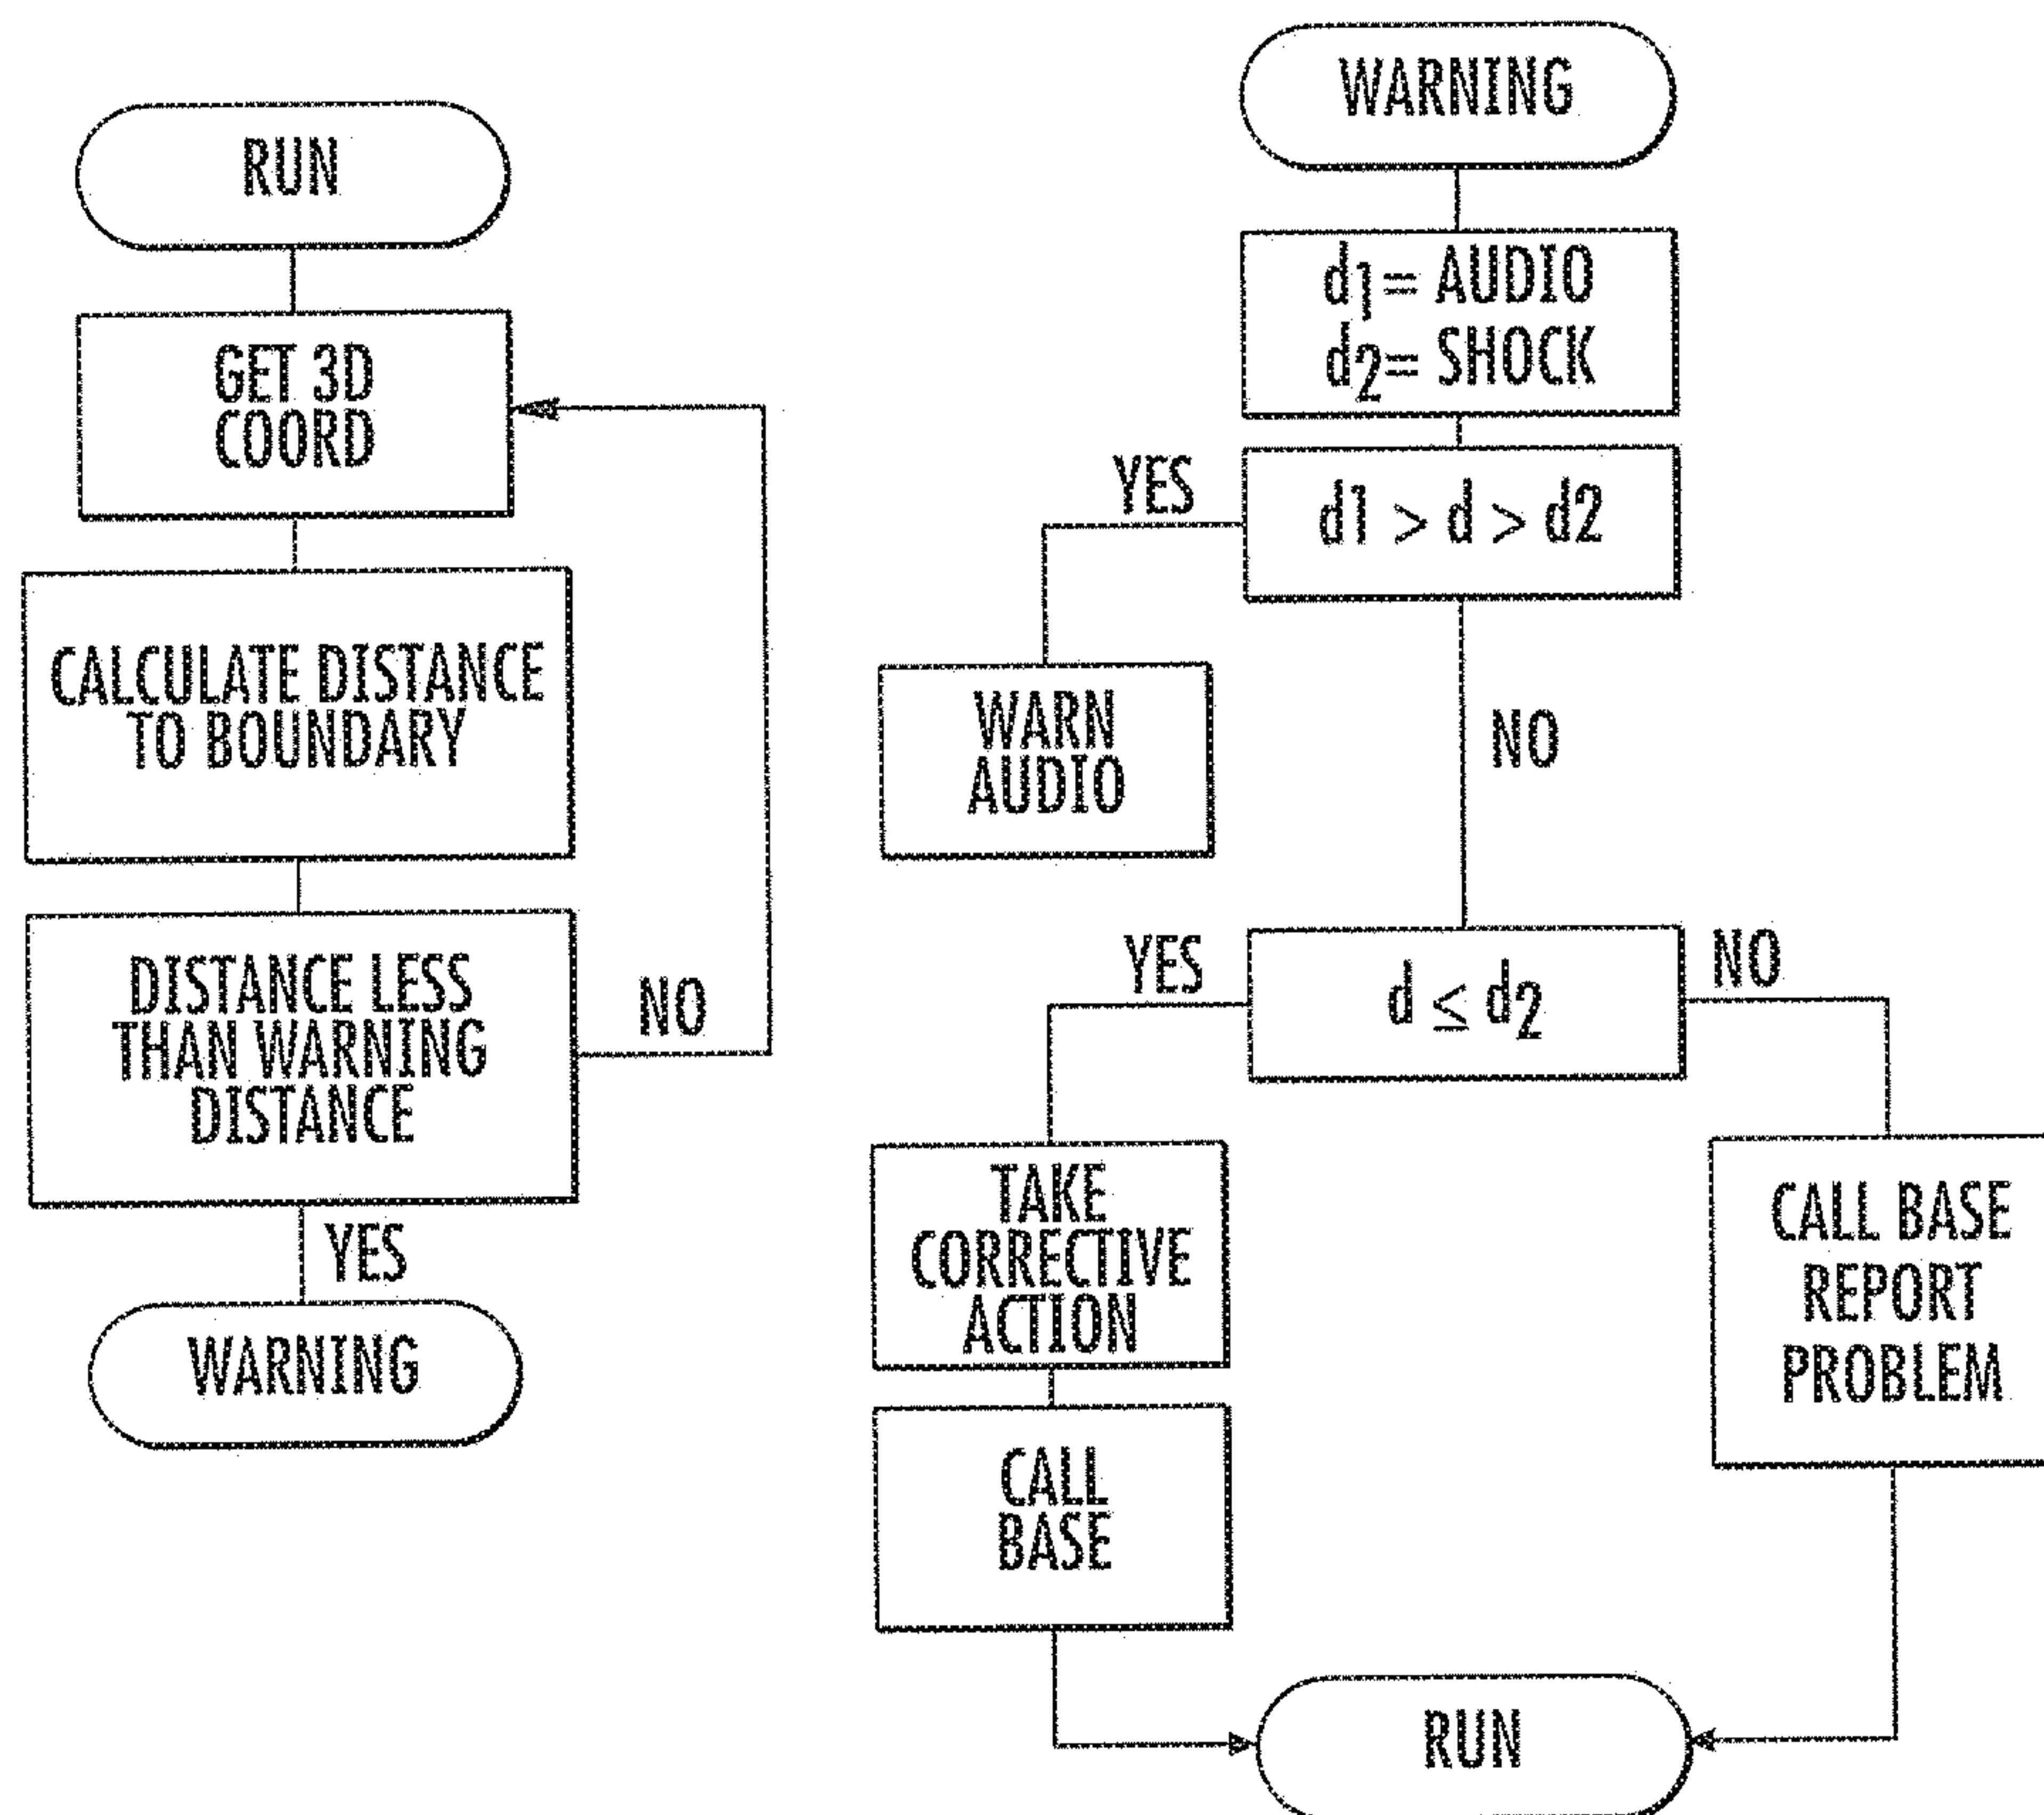 RUN
GET 3D
COORD
CALCULATE DISTANCE
TO BOUNDARY
DISTANCE LESS
THAN WARNING
DISTANCE
NO
YES
WARNING
WARNING
d1= AUDIO
d2= SHOCK
d1 > d > d2
YES
WARN
AUDIO
NO
d ≤ d2
YES
NO
TAKE
CORRECTIVE
ACTION
CALL
BASE
CALL BASE
REPORT
PROBLEM
RUN